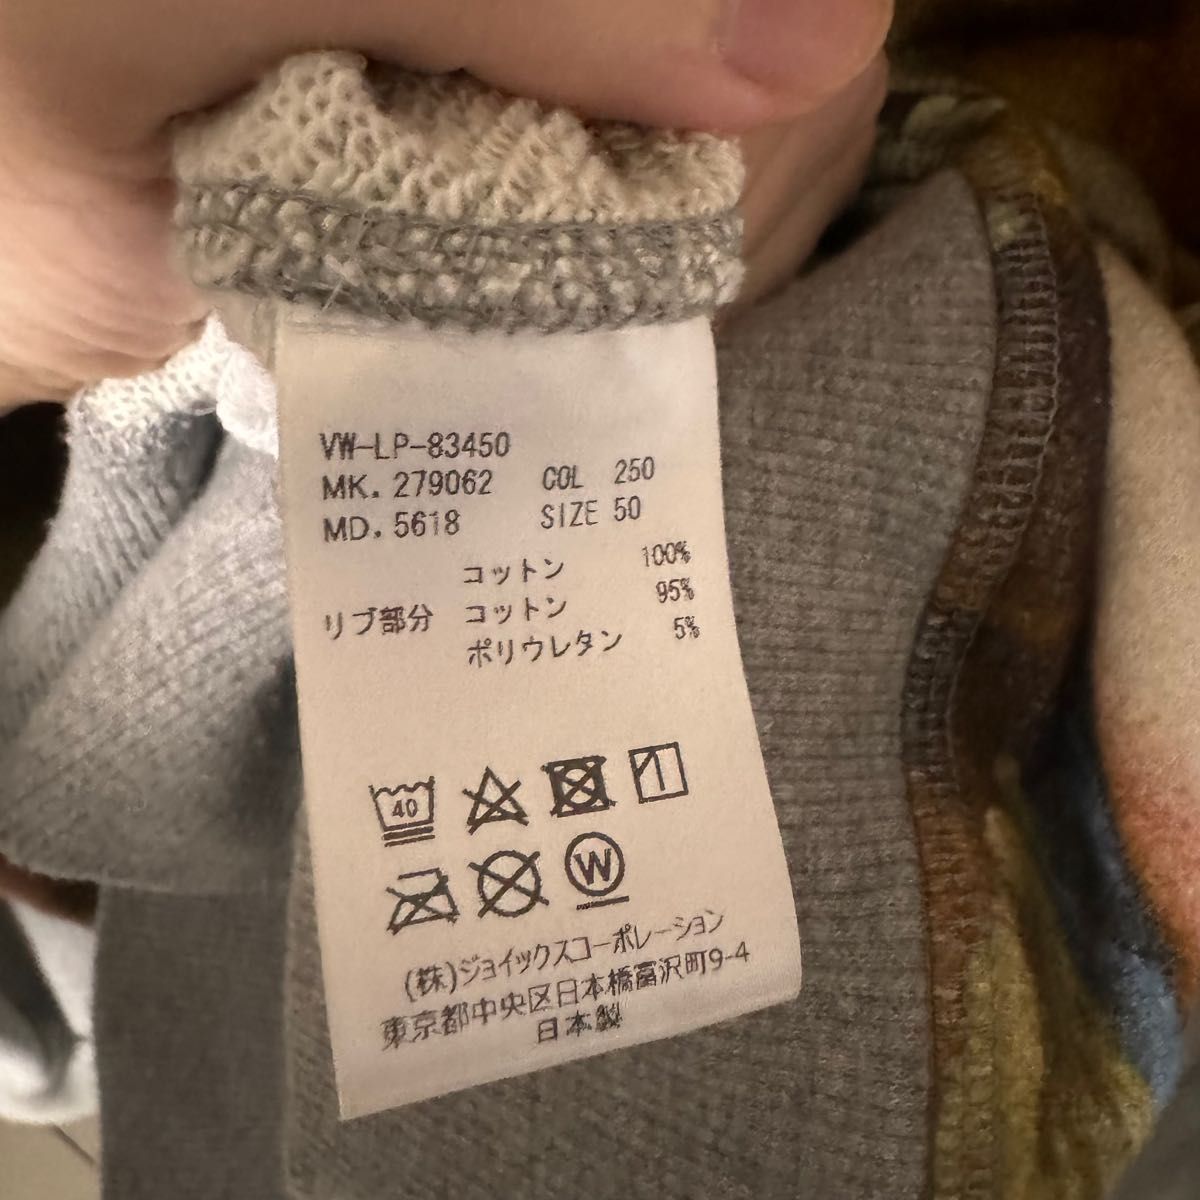 VW-LP-83450
MK. 279062 COL 250
MD. 5618 SIZE 50
コットン 100%
リブ部分 コットン 95%
ポリウレタン 5%
40
W
(株)ジョイックスコーポレーション
東京都中央区日本橋富沢町9-4
日本製